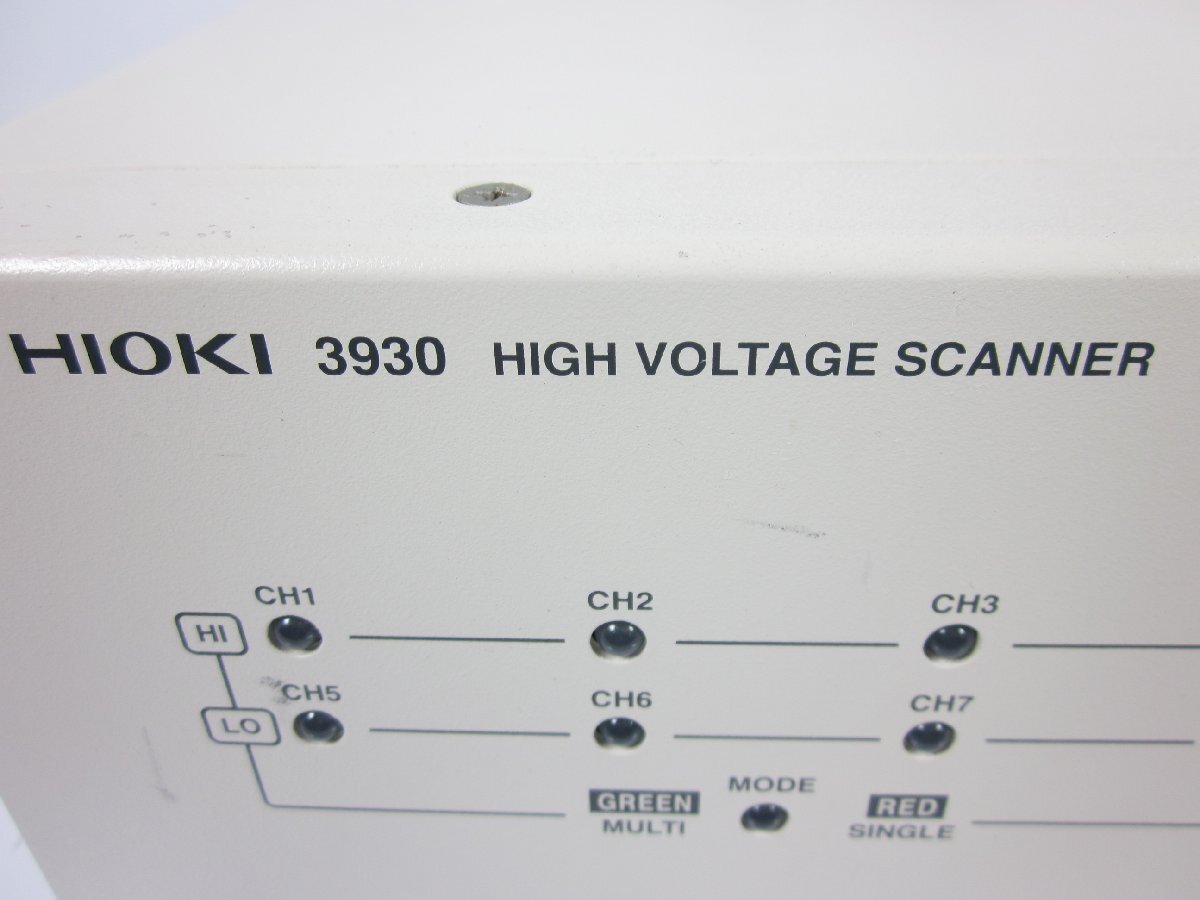 HIOKI 3930 HIGH VOLTAGE SCANNER
CH1 CH2 CH3
HI
CH5 CH6 CH7
LO
MODE
GREEN RED
MULTI SINGLE